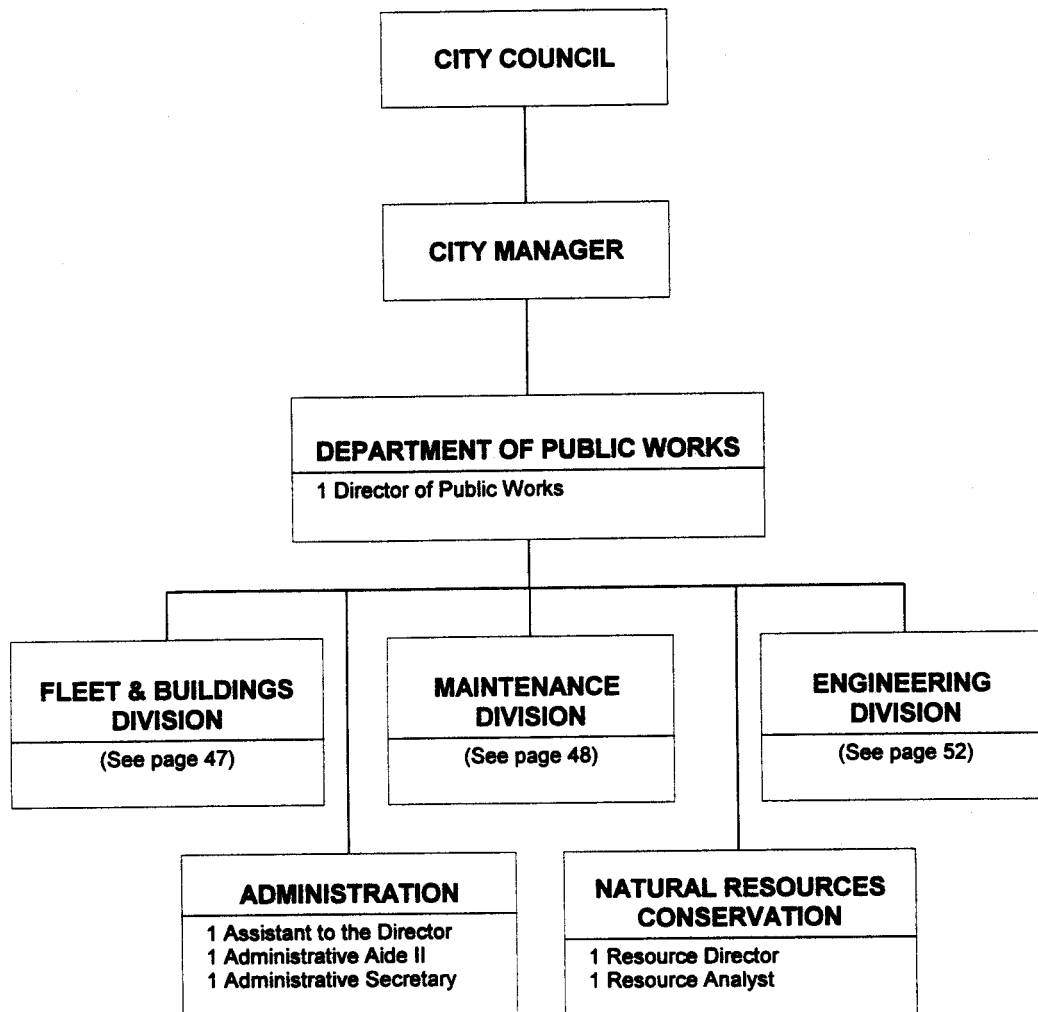 CITY COUNCIL
CITY MANAGER
DEPARTMENT OF PUBLIC WORKS
1 Director of Public Works
FLEET & BUILDINGS
DIVISION
(See page 47)
MAINTENANCE
DIVISION
(See page 48)
ENGINEERING
DIVISION
(See page 52)
ADMINISTRATION
1 Assistant to the Director
1 Administrative Aide II
1 Administrative Secretary
NATURAL RESOURCES
CONSERVATION
1 Resource Director
1 Resource Analyst